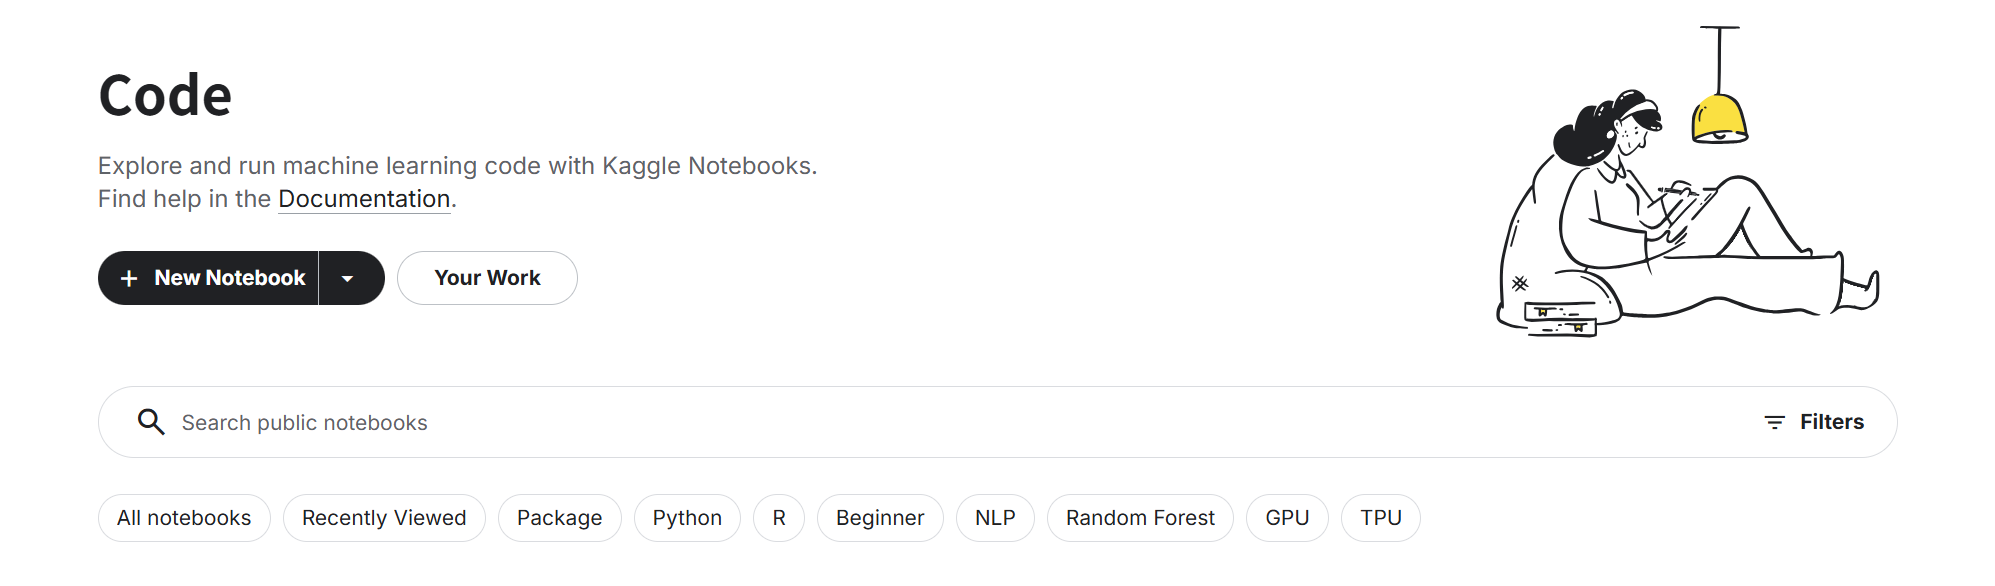 Code
Explore and run machine learning code with Kaggle Notebooks.
Find help in the Documentation.
+ New Notebook
Your Work
Search public notebooks
Filters
All notebooks
Recently Viewed
Package
Python
R
Beginner
NLP
Random Forest
GPU
TPU